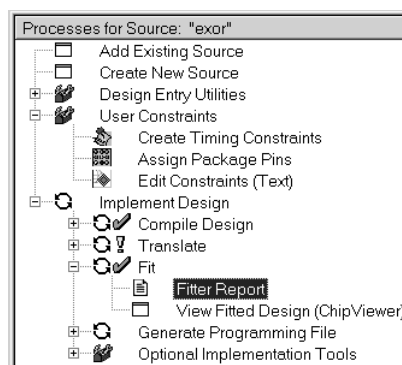 Processes for Source: "exor"
Add Existing Source
Create New Source
Design Entry Utilities
User Constraints
Create Timing Constraints
Assign Package Pins
Edit Constraints (Text)
Implement Design
Compile Design
Translate
Fit
Fitter Report
View Fitted Design (ChipViewer)
Generate Programming File
Optional Implementation Tools